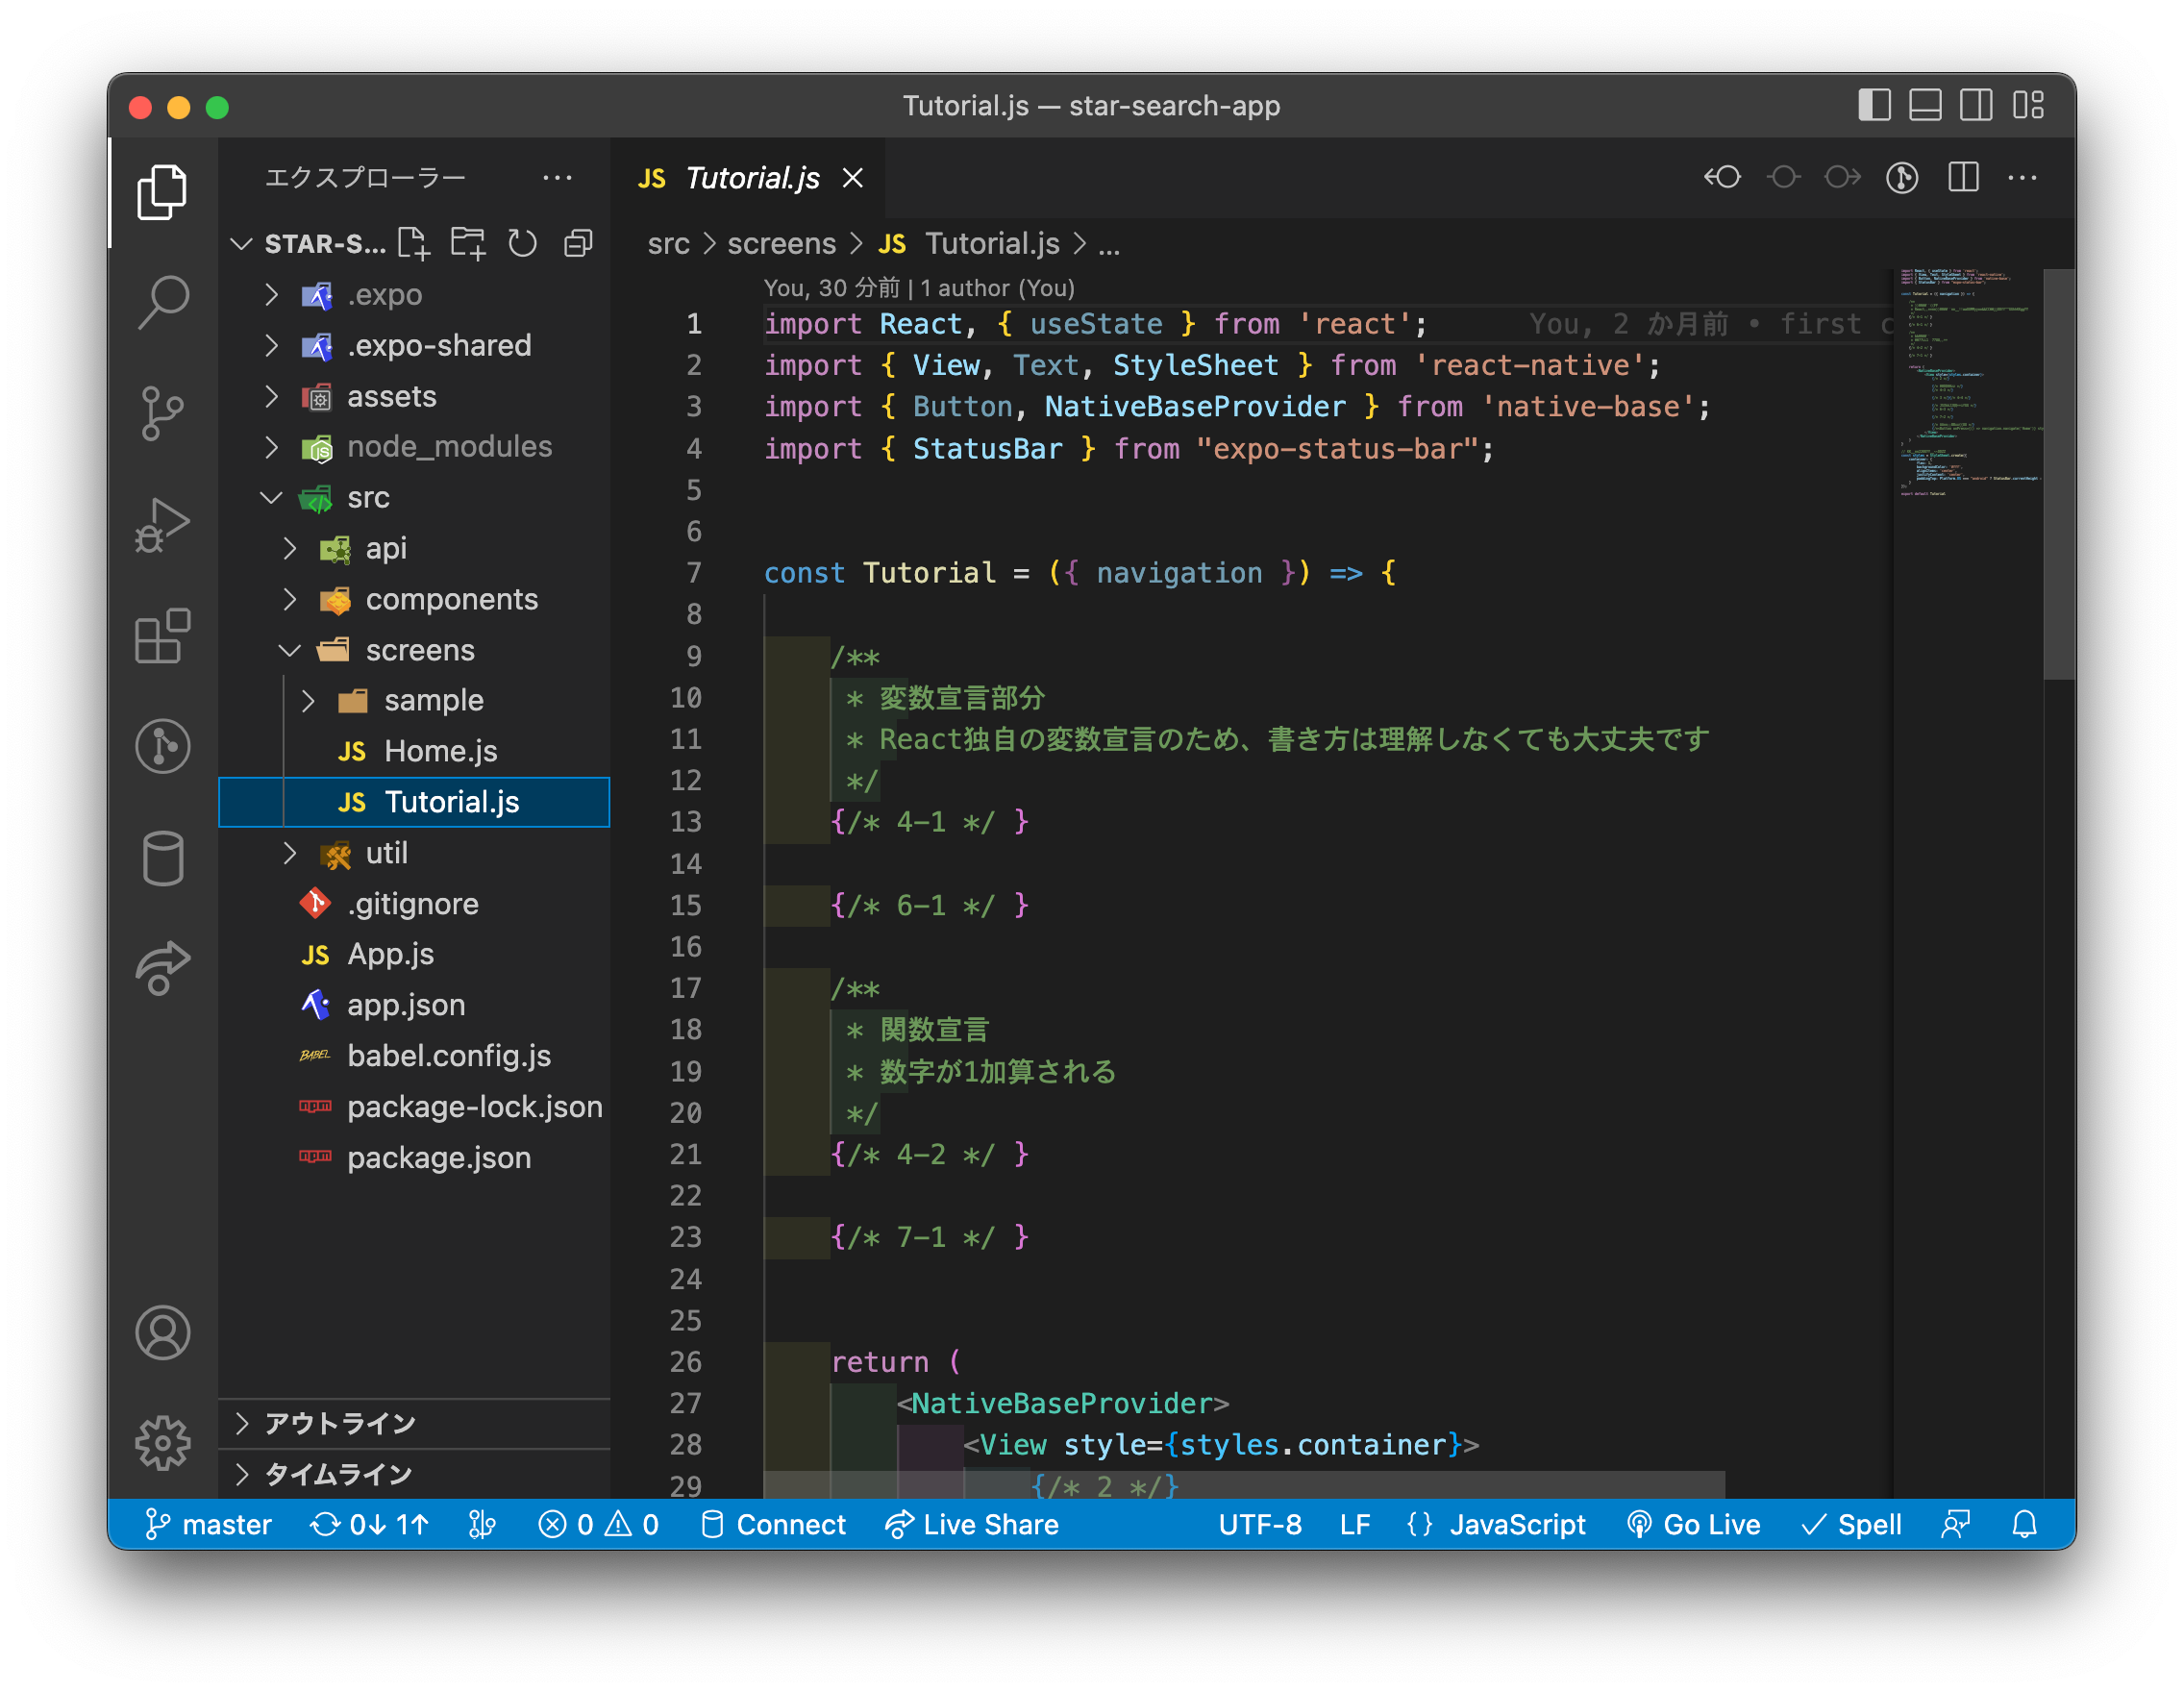 Tutorial.js — star-search-app
エクスプローラー
STAR-S...
.expo
.expo-shared
assets
node_modules
src
api
components
screens
sample
JS Home.js
JS Tutorial.js
util
.gitignore
JS App.js
app.json
BABEL babel.config.js
package-lock.json
package.json
アウトライン
タイムライン
JS Tutorial.js
src > screens > JS Tutorial.js > ...
You, 30 分前 | 1 author (You)
1 import React, { useState } from 'react'; You, 2 か月前 • first c
2 import { View, Text, StyleSheet } from 'react-native';
3 import { Button, NativeBaseProvider } from 'native-base';
4 import { StatusBar } from "expo-status-bar";
5
6
7 const Tutorial = ({ navigation }) => {
8
9 /**
10 * 変数宣言部分
11 * React独自の変数宣言のため、書き方は理解しなくても大丈夫です
12 */
13 {/* 4-1 */ }
14
15 {/* 6-1 */ }
16
17 /**
18 * 関数宣言
19 * 数字が1加算される
20 */
21 {/* 4-2 */ }
22
23 {/* 7-1 */ }
24
25
26 return (
27 <NativeBaseProvider>
28 <View style={styles.container}>
29 {/* 2 */}
master 0↓ 1↑ 0 0 Connect Live Share UTF-8 LF {} JavaScript Go Live Spell